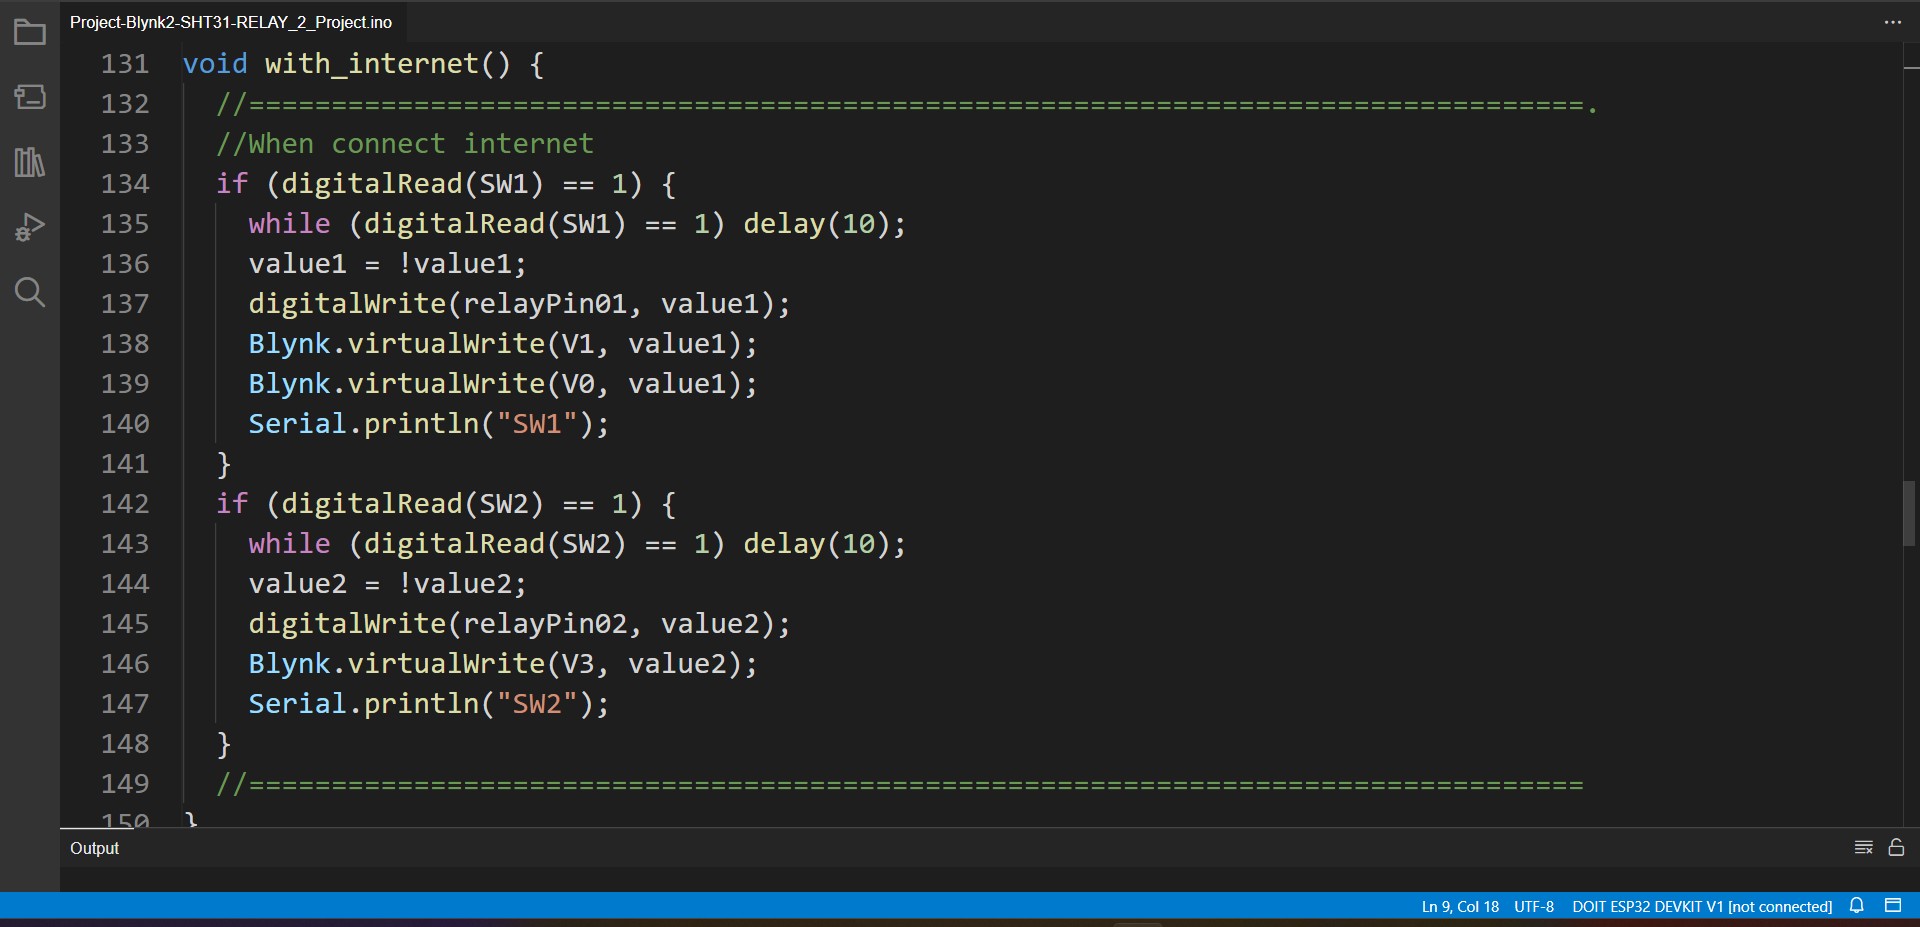 Project-Blynk2-SHT31-RELAY_2_Project.ino
131 void with_internet() {
132 //=================================================================================.
133 //When connect internet
134 if (digitalRead(SW1) == 1) {
135 while (digitalRead(SW1) == 1) delay(10);
136 value1 = !value1;
137 digitalWrite(relayPin01, value1);
138 Blynk.virtualWrite(V1, value1);
139 Blynk.virtualWrite(V0, value1);
140 Serial.println("SW1");
141 }
142 if (digitalRead(SW2) == 1) {
143 while (digitalRead(SW2) == 1) delay(10);
144 value2 = !value2;
145 digitalWrite(relayPin02, value2);
146 Blynk.virtualWrite(V3, value2);
147 Serial.println("SW2");
148 }
149 //=================================================================================
150 }
Output
Ln 9, Col 18 UTF-8 DOIT ESP32 DEVKIT V1 [not connected]